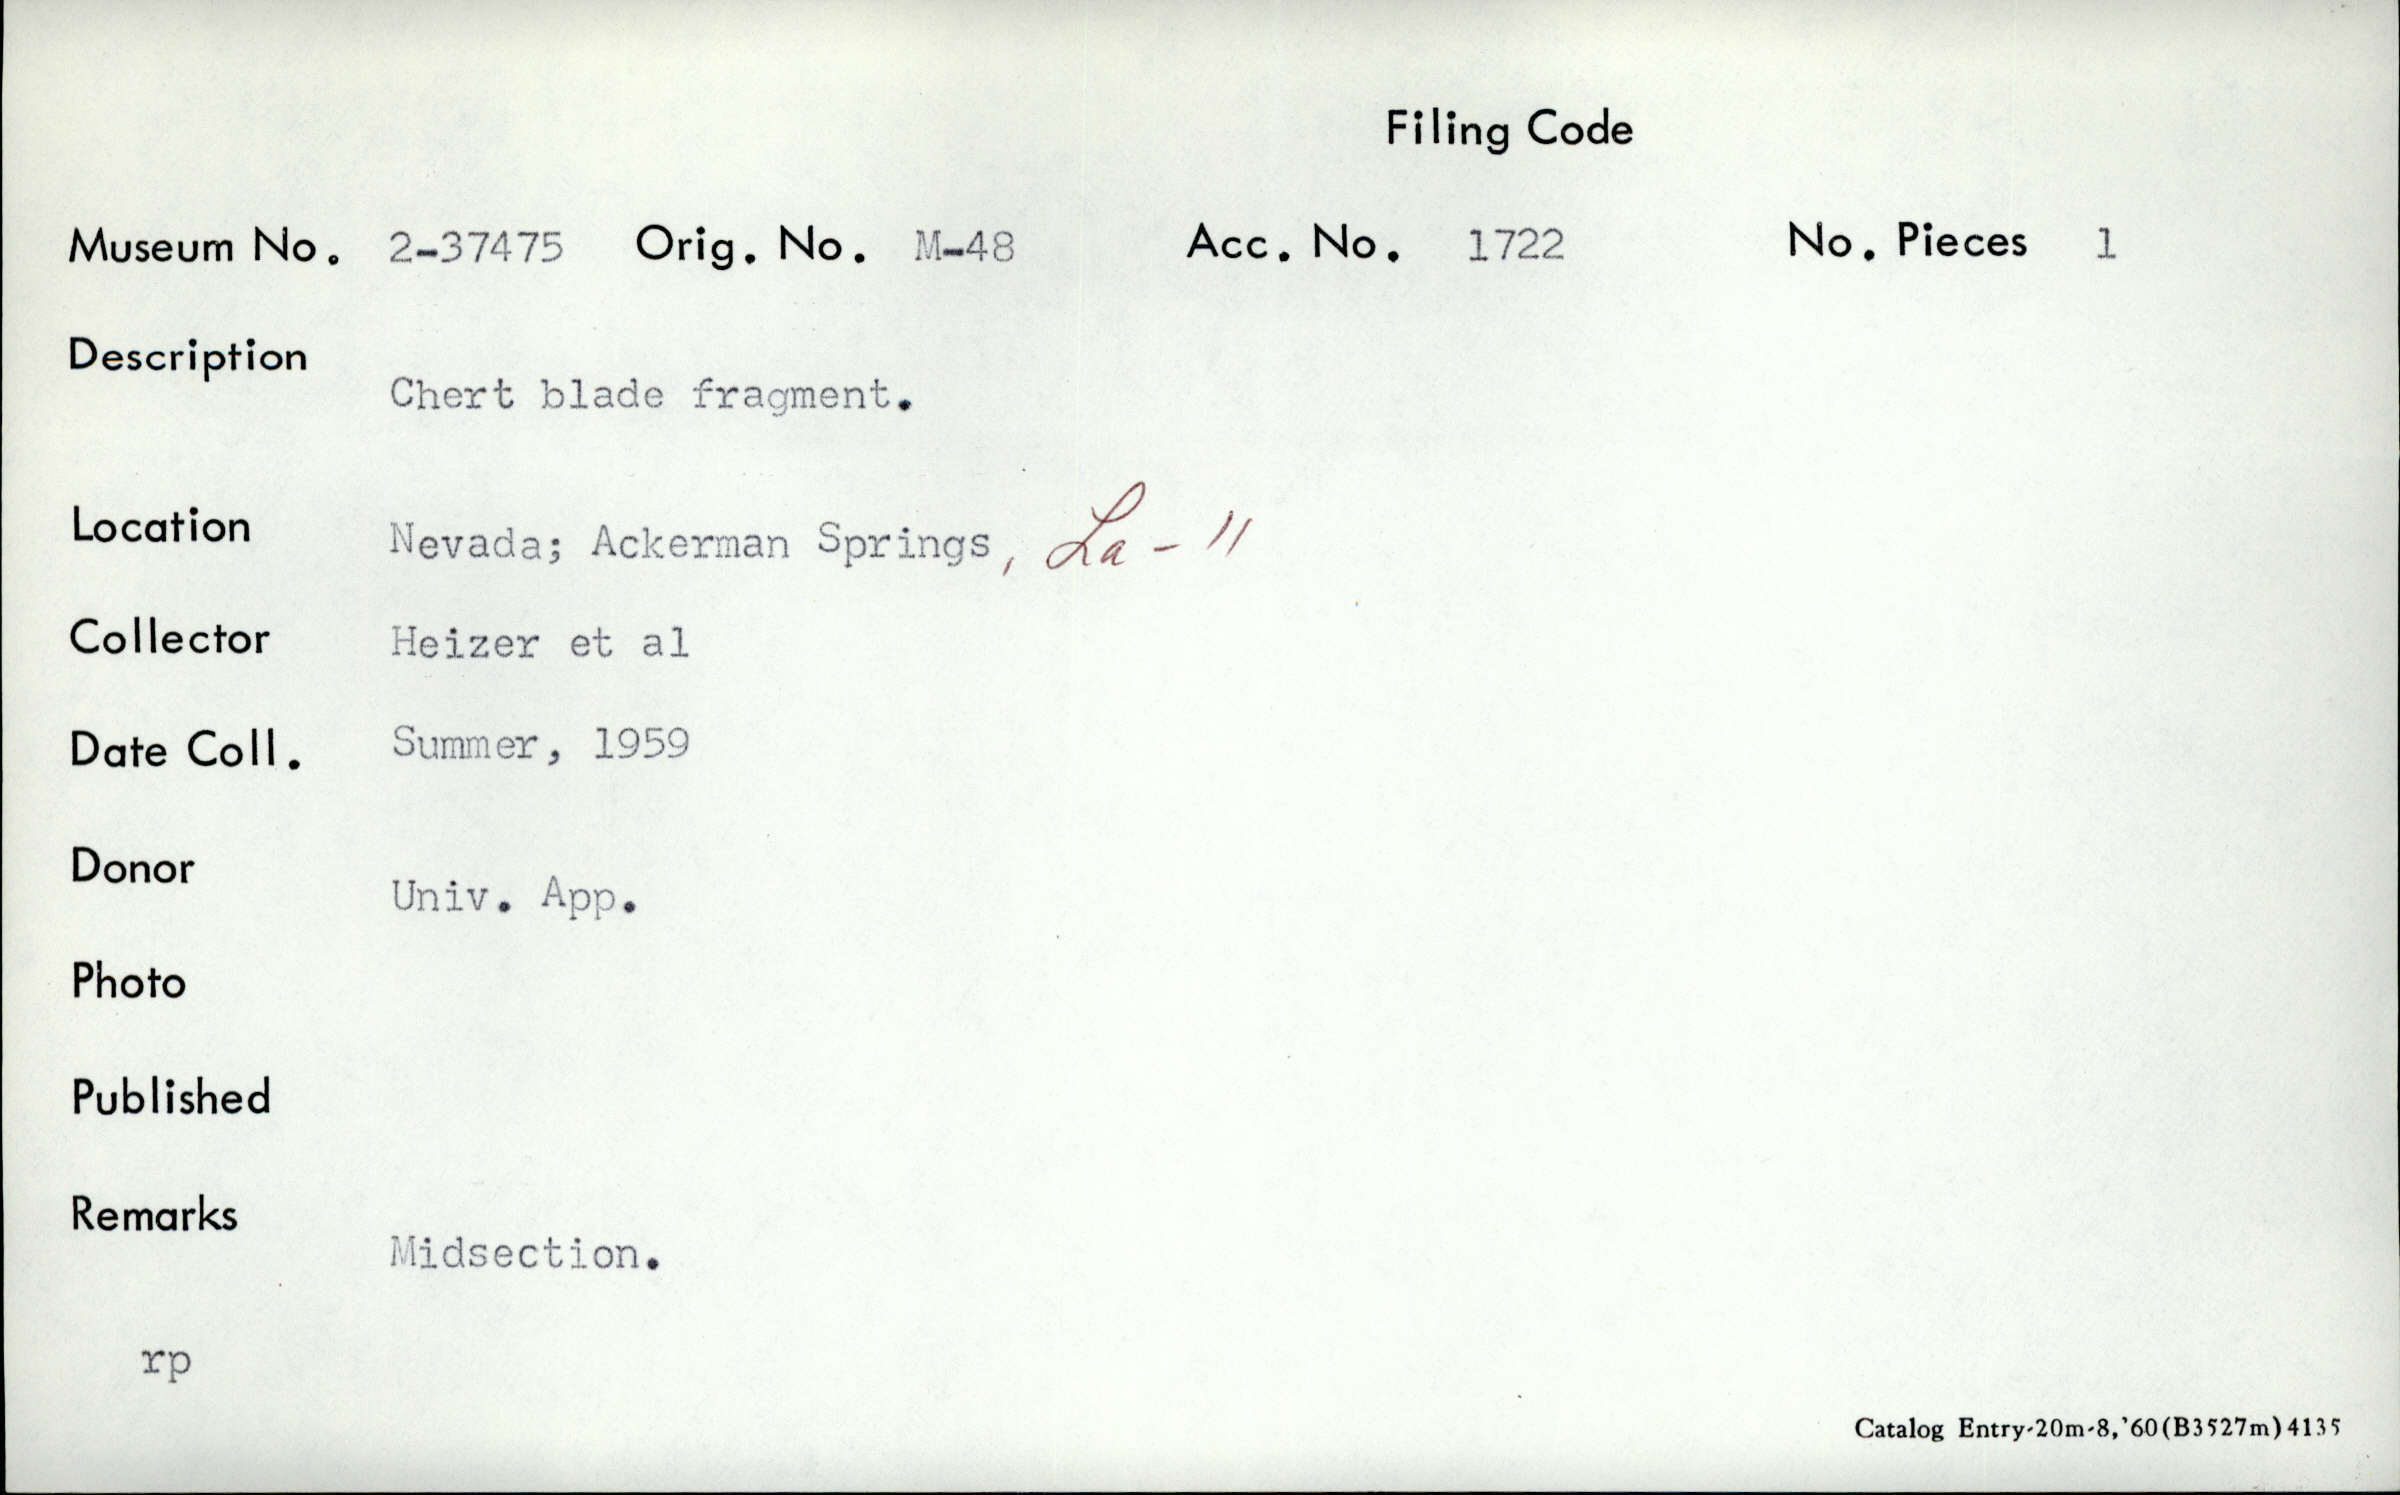 Filing Code
Museum No. 2-37475 Orig. No. M-48 Acc. No. 1722 No. Pieces 1
Description
Chert blade fragment.
Location Nevada; Ackerman Springs, La-11
Collector Heizer et al
Date Coll. Summer, 1959
Donor
Univ. App.
Photo
Published
Remarks
Midsection.
rp
Catalog Entry-20m-8,'60(B3527m)4135